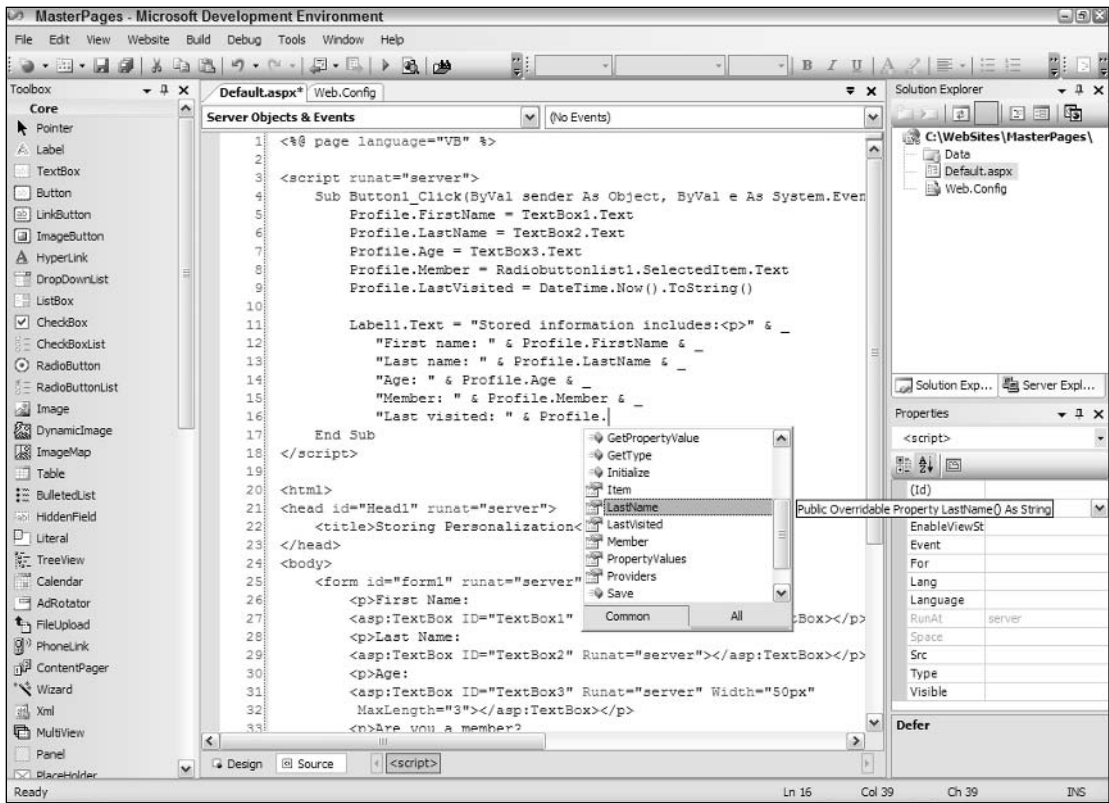 MasterPages - Microsoft Development Environment
File Edit View Website Build Debug Tools Window Help
B I U A
Toolbox
Core
Pointer
Label
TextBox
Button
LinkButton
ImageButton
HyperLink
DropDownList
ListBox
CheckBox
CheckBoxList
RadioButton
RadioButtonList
Image
DynamicImage
ImageMap
Table
BulletedList
HiddenField
Literal
TreeView
Calendar
AdRotator
FileUpload
PhoneLink
ContentPager
Wizard
Xml
MultiView
Panel
PlaceHolder
Default.aspx* Web.Config
Server Objects & Events (No Events)
1 <%@ page language="VB" %>
2
3 <script runat="server">
4 Sub Button1_Click(ByVal sender As Object, ByVal e As System.Even
5 Profile.FirstName = TextBox1.Text
6 Profile.LastName = TextBox2.Text
7 Profile.Age = TextBox3.Text
8 Profile.Member = Radiobuttonlist1.SelectedItem.Text
9 Profile.LastVisited = DateTime.Now().ToString()
10
11 Label1.Text = "Stored information includes:<p>" & _
12 "First name: " & Profile.FirstName & _
13 "Last name: " & Profile.LastName & _
14 "Age: " & Profile.Age & _
15 "Member: " & Profile.Member & _
16 "Last visited: " & Profile.
17 End Sub
18 </script>
19
20 <html>
21 <head id="Head1" runat="server">
22 <title>Storing Personalization<
23 </head>
24 <body>
25 <form id="form1" runat="server"
26 <p>First Name:
27 <asp:TextBox ID="TextBox1" tBox></p>
28 <p>Last Name:
29 <asp:TextBox ID="TextBox2" Runat="server"></asp:TextBox></p>
30 <p>Age:
31 <asp:TextBox ID="TextBox3" Runat="server" Width="50px"
32 MaxLength="3"></asp:TextBox></p>
33 <p>Are you a member?
GetPropertyValue
GetType
Initialize
Item
LastName
LastVisited
Member
PropertyValues
Providers
Save
Common All
Public Overridable Property LastName() As String
Design Source <script>
Solution Explorer
C:\WebSites\MasterPages\
Data
Default.aspx
Web.Config
Solution Exp... Server Expl...
Properties
<script>
(Id)
EnableViewSt
Event
For
Lang
Language
RunAt server
Space
Src
Type
Visible
Defer
Ready Ln 16 Col 39 Ch 39 INS